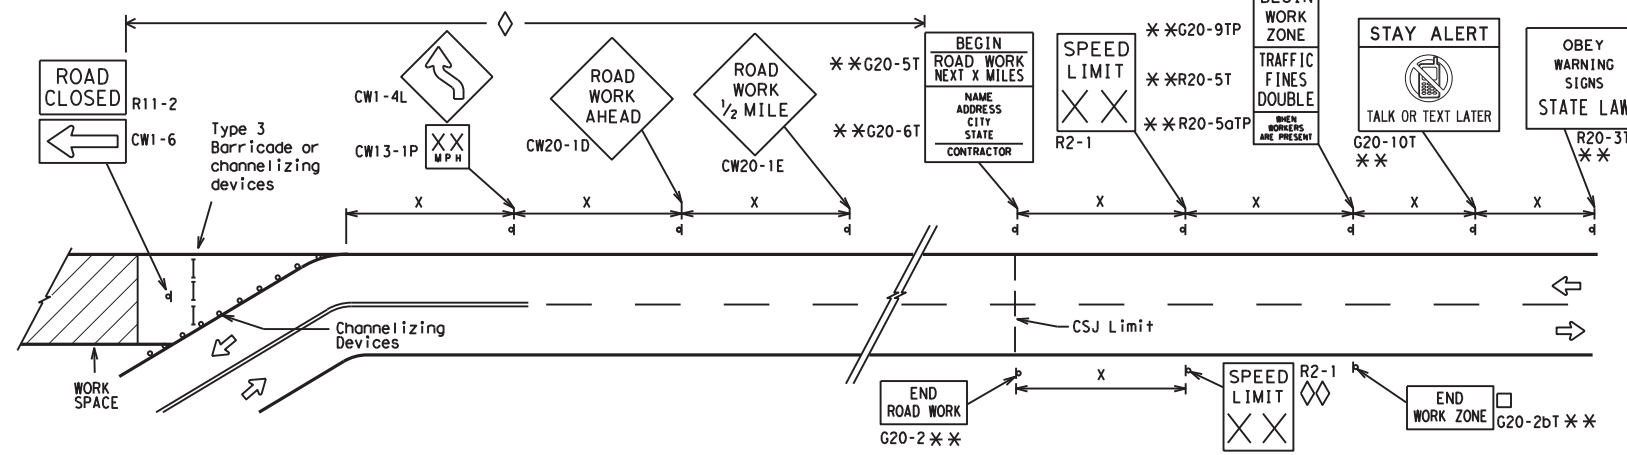 ROAD
CLOSED
R11-2
CW1-6
Type 3
Barricade or
channelizing
devices
CW1-4L
XX
MPH
CW13-1P
ROAD
WORK
AHEAD
CW20-1D
ROAD
WORK
1/2 MILE
CW20-1E
**G20-5T
BEGIN
ROAD WORK
NEXT X MILES
**G20-6T
NAME
ADDRESS
CITY
STATE
CONTRACTOR
SPEED
LIMIT
XX
R2-1
**G20-9TP
BEGIN
WORK
ZONE
**R20-5T
TRAFFIC
FINES
DOUBLE
**R20-5aTP
WHEN
WORKERS
ARE PRESENT
STAY ALERT
TALK OR TEXT LATER
G20-10T
**
OBEY
WARNING
SIGNS
STATE LAW
R20-3T
**
X
X
X
X
X
X
X
Channelizing
Devices
WORK
SPACE
CSJ Limit
X
END
ROAD WORK
G20-2**
SPEED
LIMIT
XX
R2-1
END
WORK ZONE
G20-2bT **